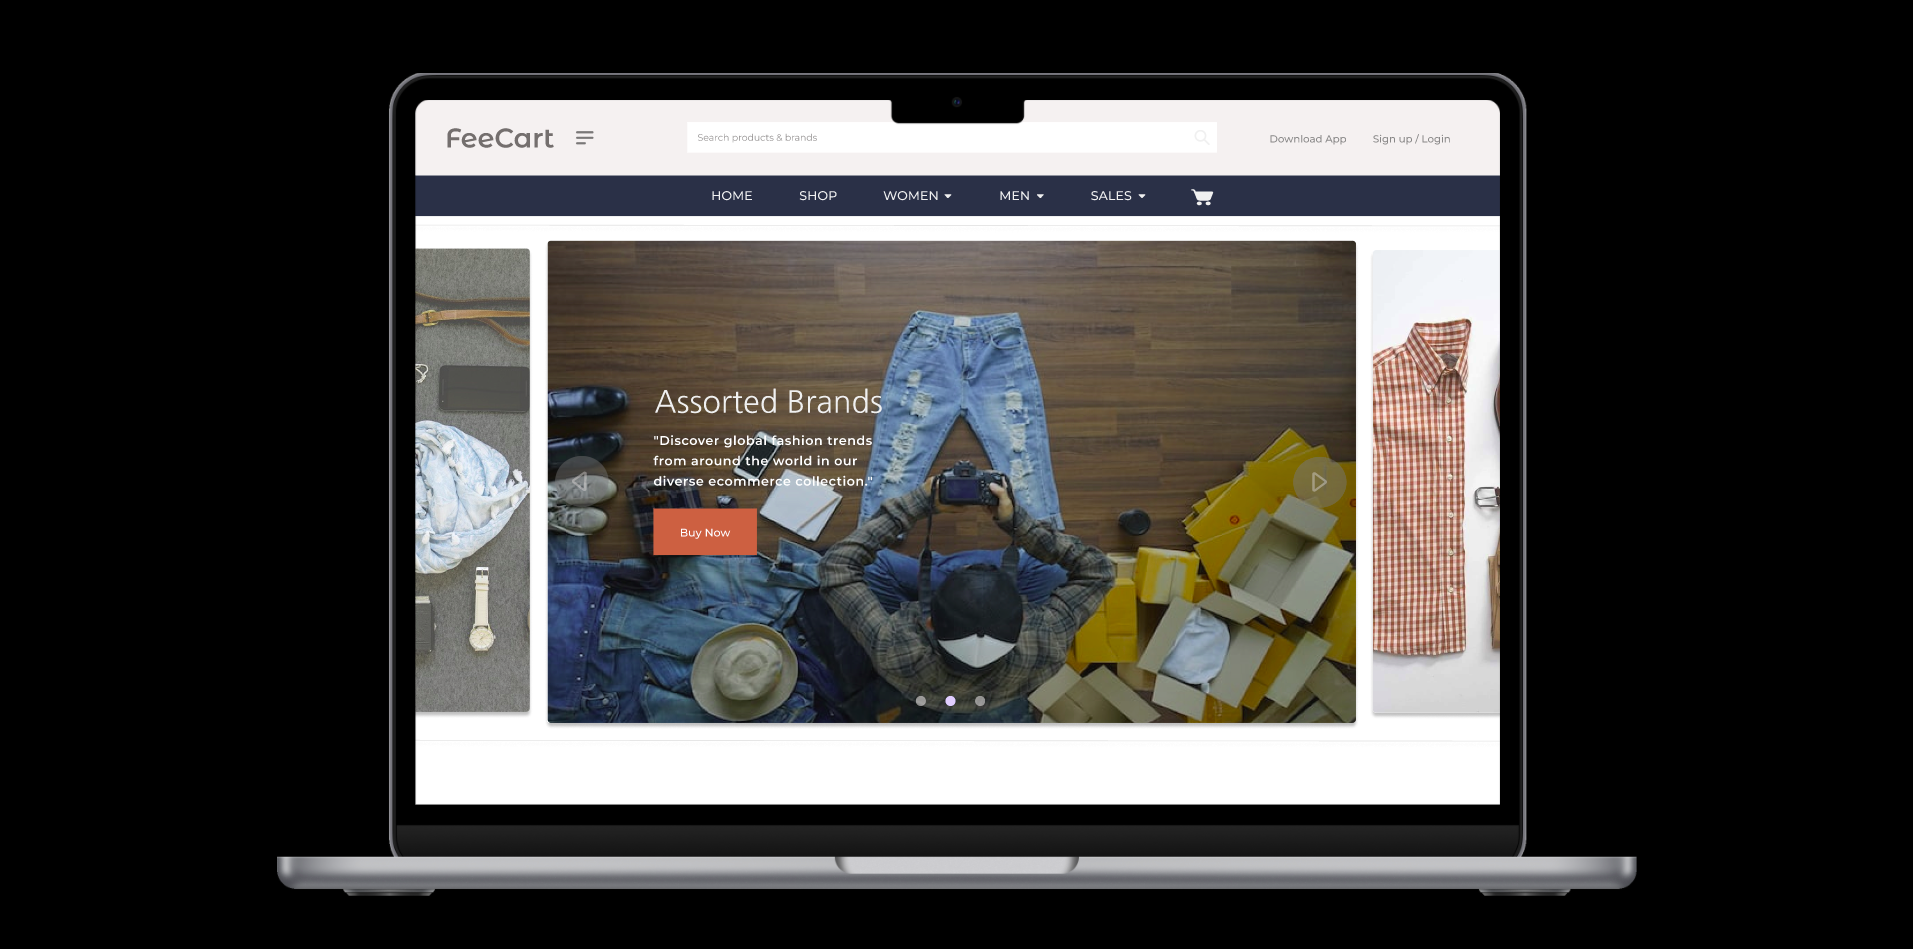 FeeCart
Search products & brands
Download App
Sign up / Login
HOME
SHOP
WOMEN
MEN
SALES
Assorted Brands
"Discover global fashion trends
from around the world in our
diverse ecommerce collection."
Buy Now